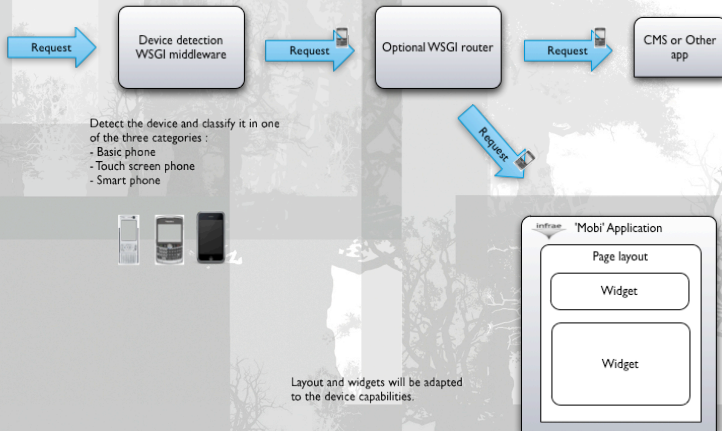 Request
Device detection
WSGI middleware
Request
Optional WSGI router
Request
CMS or Other
app
Detect the device and classify it in one
of the three categories :
- Basic phone
- Touch screen phone
- Smart phone
Request
infrae 'Mobi' Application
Page layout
Widget
Widget
Layout and widgets will be adapted
to the device capabilities.